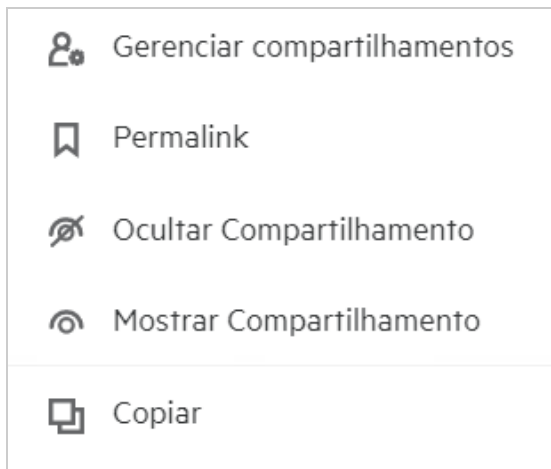 Gerenciar compartilhamentos
Permalink
Ocultar Compartilhamento
Mostrar Compartilhamento
Copiar